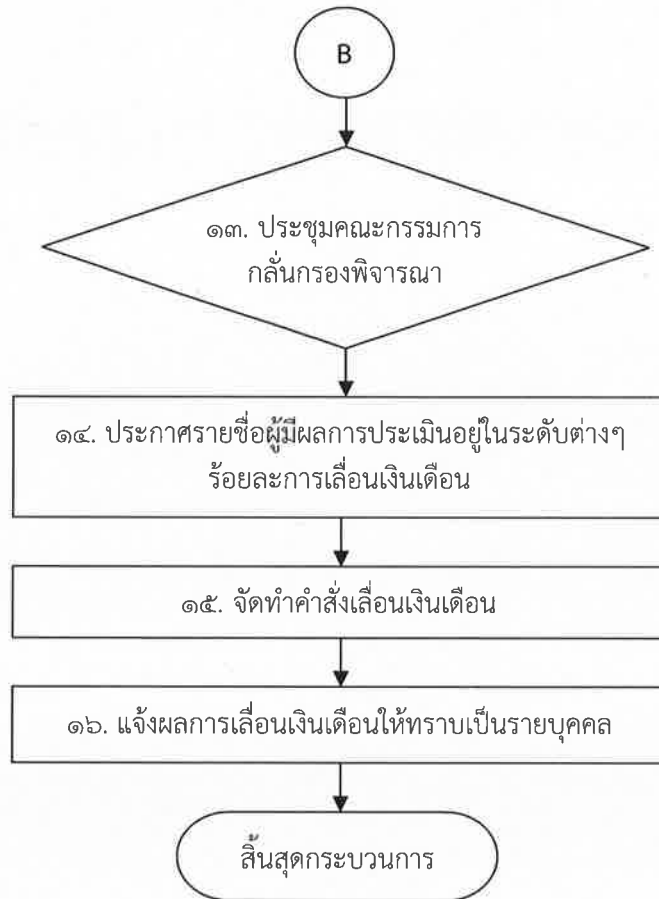 B
๑๓. ประชุมคณะกรรมการ
กลั่นกรองพิจารณา
๑๔. ประกาศรายชื่อผู้มีผลการประเมินอยู่ในระดับต่างๆ
ร้อยละการเลื่อนเงินเดือน
๑๕. จัดทำคำสั่งเลื่อนเงินเดือน
๑๖. แจ้งผลการเลื่อนเงินเดือนให้ทราบเป็นรายบุคคล
สิ้นสุดกระบวนการ